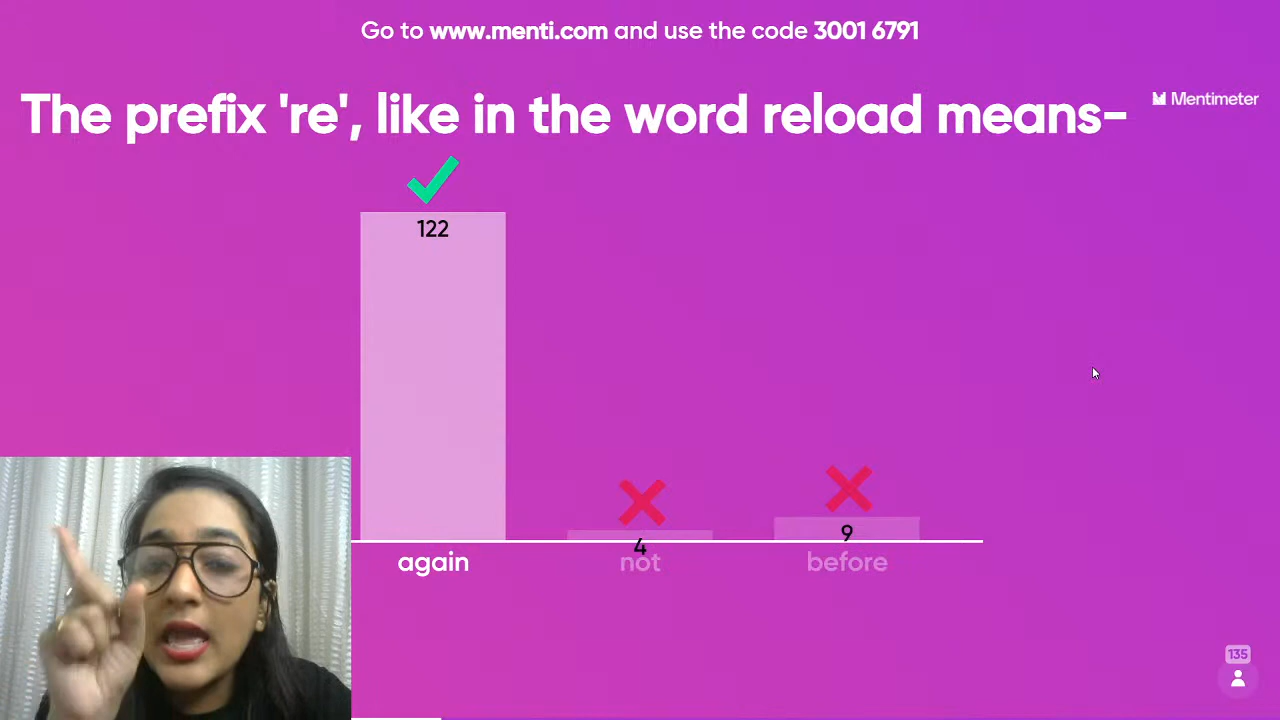 Go to www.menti.com and use the code 3001 6791
The prefix 're', like in the word reload means-
Mentimeter
122
4
9
again
not
before
135